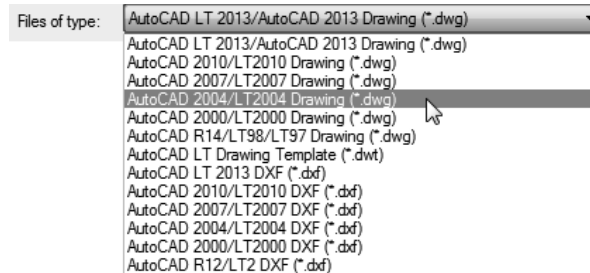 Files of type: AutoCAD LT 2013/AutoCAD 2013 Drawing (*.dwg)
AutoCAD LT 2013/AutoCAD 2013 Drawing (*.dwg)
AutoCAD 2010/LT2010 Drawing (*.dwg)
AutoCAD 2007/LT2007 Drawing (*.dwg)
AutoCAD 2004/LT2004 Drawing (*.dwg)
AutoCAD 2000/LT2000 Drawing (*.dwg)
AutoCAD R14/LT98/LT97 Drawing (*.dwg)
AutoCAD LT Drawing Template (*.dwt)
AutoCAD LT 2013 DXF (*.dxf)
AutoCAD 2010/LT2010 DXF (*.dxf)
AutoCAD 2007/LT2007 DXF (*.dxf)
AutoCAD 2004/LT2004 DXF (*.dxf)
AutoCAD 2000/LT2000 DXF (*.dxf)
AutoCAD R12/LT2 DXF (*.dxf)